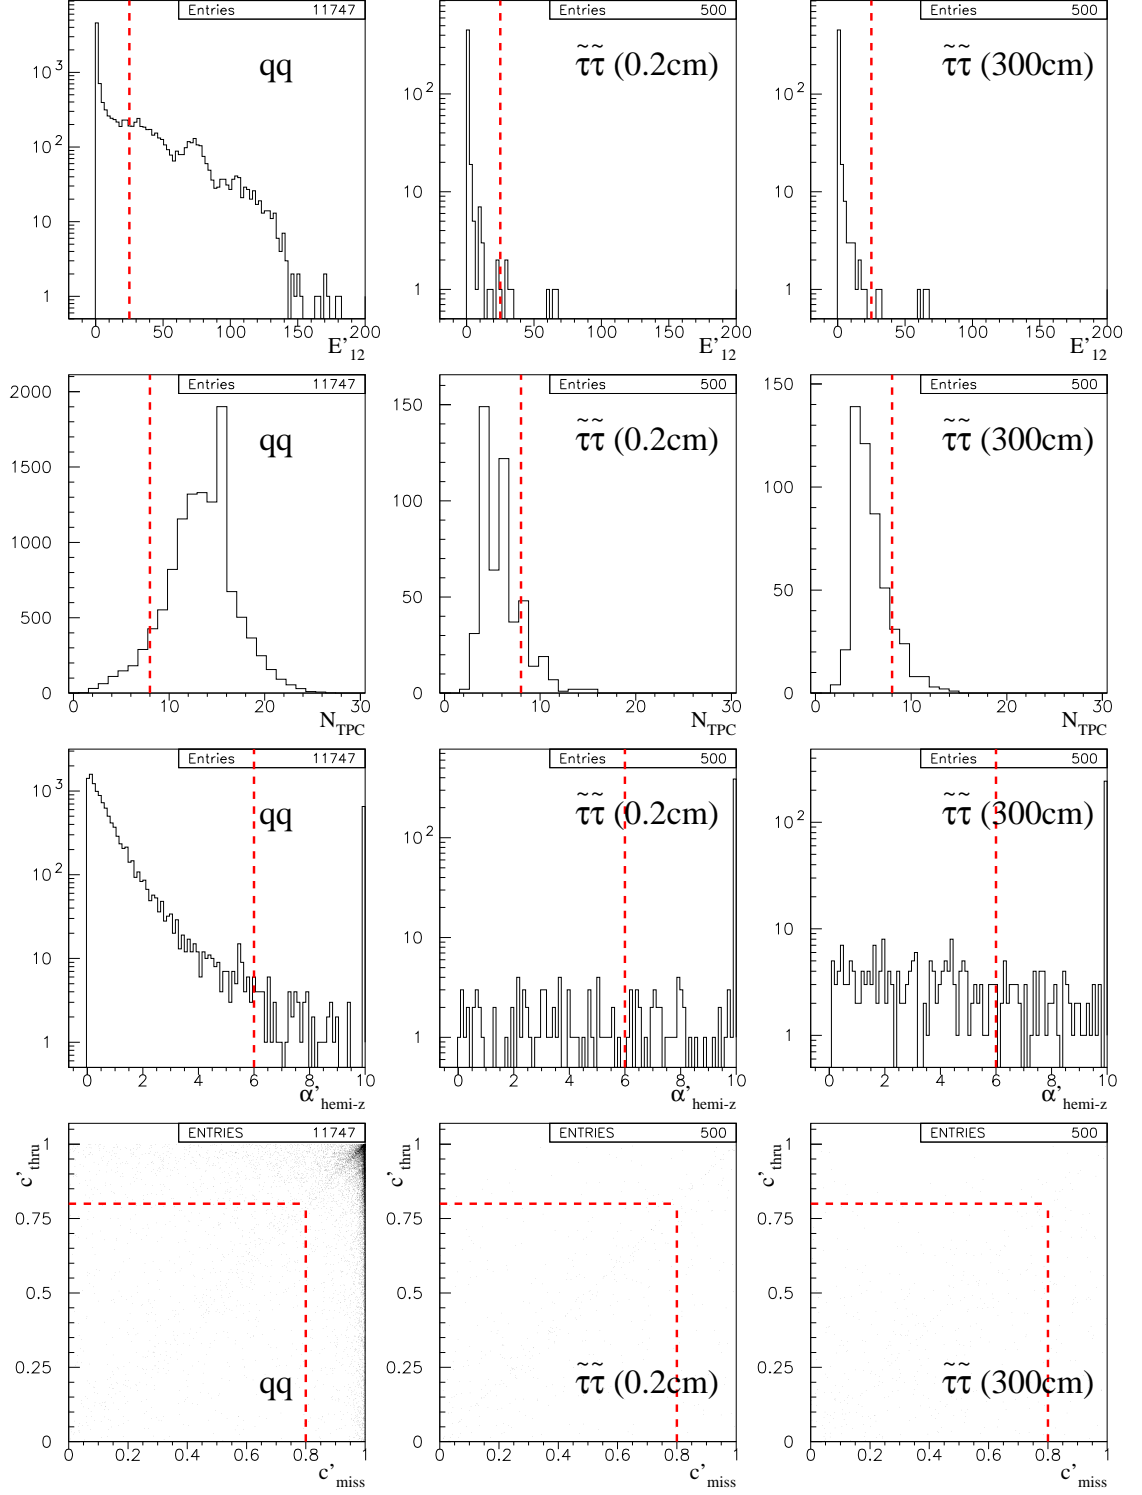 Entries 11747
qq
10³
10²
10
1
0 50 100 150 200
E'₁₂
Entries 500
τ̃τ̃ (0.2cm)
10²
10
1
0 50 100 150 200
E'₁₂
Entries 500
τ̃τ̃ (300cm)
10²
10
1
0 50 100 150 200
E'₁₂
Entries 11747
qq
2000
1500
1000
500
0
0 10 20 30
N_TPC
Entries 500
τ̃τ̃ (0.2cm)
150
100
50
0
0 10 20 30
N_TPC
Entries 500
τ̃τ̃ (300cm)
150
100
50
0
0 10 20 30
N_TPC
Entries 11747
qq
10³
10²
10
1
0 2 4 6 8 10
α'_hemi-z
Entries 500
τ̃τ̃ (0.2cm)
10²
10
1
0 2 4 6 8 10
α'_hemi-z
Entries 500
τ̃τ̃ (300cm)
10²
10
1
0 2 4 6 8 10
α'_hemi-z
ENTRIES 11747
c'_thru
1
0.75
0.5
0.25
0
qq
0 0.2 0.4 0.6 0.8 1
c'_miss
ENTRIES 500
c'_thru
1
0.75
0.5
0.25
0
τ̃τ̃ (0.2cm)
0 0.2 0.4 0.6 0.8 1
c'_miss
ENTRIES 500
c'_thru
1
0.75
0.5
0.25
0
τ̃τ̃ (300cm)
0 0.2 0.4 0.6 0.8 1
c'_miss